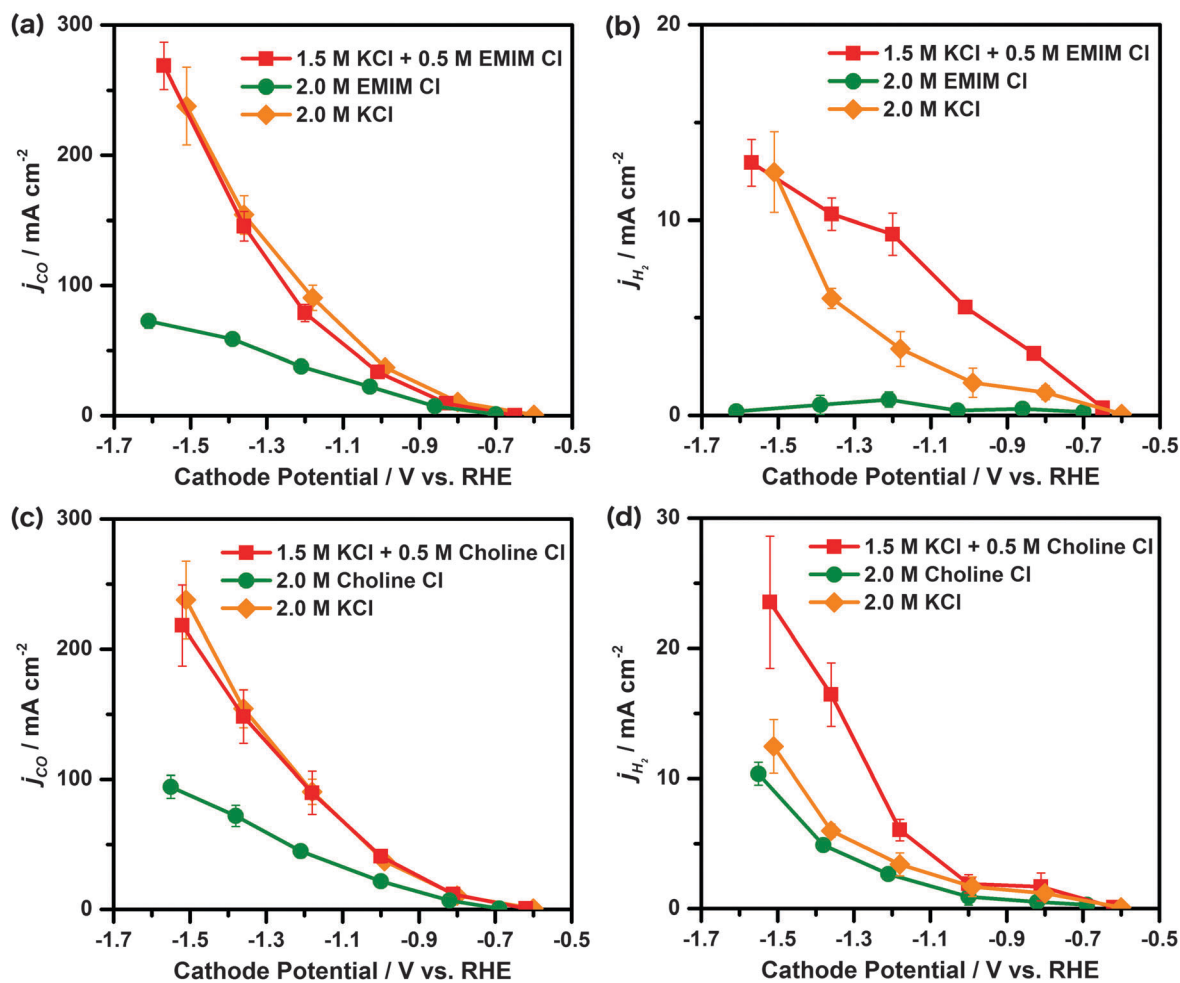 (a)
300
200
100
0
j_CO / mA cm⁻²
1.5 M KCl + 0.5 M EMIM Cl
2.0 M EMIM Cl
2.0 M KCl
-1.7 -1.5 -1.3 -1.1 -0.9 -0.7 -0.5
Cathode Potential / V vs. RHE
(b)
20
10
0
j_H₂ / mA cm⁻²
1.5 M KCl + 0.5 M EMIM Cl
2.0 M EMIM Cl
2.0 M KCl
-1.7 -1.5 -1.3 -1.1 -0.9 -0.7 -0.5
Cathode Potential / V vs. RHE
(c)
300
200
100
0
j_CO / mA cm⁻²
1.5 M KCl + 0.5 M Choline Cl
2.0 M Choline Cl
2.0 M KCl
-1.7 -1.5 -1.3 -1.1 -0.9 -0.7 -0.5
Cathode Potential / V vs. RHE
(d)
30
20
10
0
j_H₂ / mA cm⁻²
1.5 M KCl + 0.5 M Choline Cl
2.0 M Choline Cl
2.0 M KCl
-1.7 -1.5 -1.3 -1.1 -0.9 -0.7 -0.5
Cathode Potential / V vs. RHE